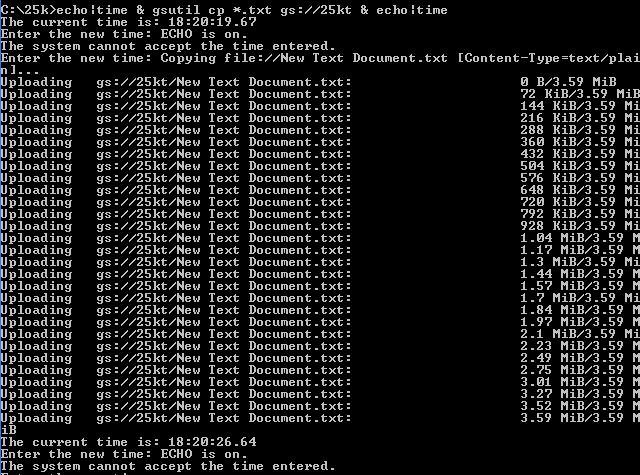 C:\25k>echo|time & gsutil cp *.txt gs://25kt & echo|time
The current time is: 18:20:19.67
Enter the new time: ECHO is on.
The system cannot accept the time entered.
Enter the new time: Copying file://New Text Document.txt [Content-Type=text/plai
n]...
Uploading   gs://25kt/New Text Document.txt:                     0 B/3.59 MiB
Uploading   gs://25kt/New Text Document.txt:                     72 KiB/3.59 MiB
Uploading   gs://25kt/New Text Document.txt:                     144 KiB/3.59 Mi
Uploading   gs://25kt/New Text Document.txt:                     216 KiB/3.59 Mi
Uploading   gs://25kt/New Text Document.txt:                     288 KiB/3.59 Mi
Uploading   gs://25kt/New Text Document.txt:                     360 KiB/3.59 Mi
Uploading   gs://25kt/New Text Document.txt:                     432 KiB/3.59 Mi
Uploading   gs://25kt/New Text Document.txt:                     504 KiB/3.59 Mi
Uploading   gs://25kt/New Text Document.txt:                     576 KiB/3.59 Mi
Uploading   gs://25kt/New Text Document.txt:                     648 KiB/3.59 Mi
Uploading   gs://25kt/New Text Document.txt:                     720 KiB/3.59 Mi
Uploading   gs://25kt/New Text Document.txt:                     792 KiB/3.59 Mi
Uploading   gs://25kt/New Text Document.txt:                     928 KiB/3.59 Mi
Uploading   gs://25kt/New Text Document.txt:                     1.04 MiB/3.59 M
Uploading   gs://25kt/New Text Document.txt:                     1.17 MiB/3.59 M
Uploading   gs://25kt/New Text Document.txt:                     1.3 MiB/3.59 Mi
Uploading   gs://25kt/New Text Document.txt:                     1.44 MiB/3.59 M
Uploading   gs://25kt/New Text Document.txt:                     1.57 MiB/3.59 M
Uploading   gs://25kt/New Text Document.txt:                     1.7 MiB/3.59 Mi
Uploading   gs://25kt/New Text Document.txt:                     1.84 MiB/3.59 M
Uploading   gs://25kt/New Text Document.txt:                     1.97 MiB/3.59 M
Uploading   gs://25kt/New Text Document.txt:                     2.1 MiB/3.59 Mi
Uploading   gs://25kt/New Text Document.txt:                     2.23 MiB/3.59 M
Uploading   gs://25kt/New Text Document.txt:                     2.49 MiB/3.59 M
Uploading   gs://25kt/New Text Document.txt:                     2.75 MiB/3.59 M
Uploading   gs://25kt/New Text Document.txt:                     3.01 MiB/3.59 M
Uploading   gs://25kt/New Text Document.txt:                     3.27 MiB/3.59 M
Uploading   gs://25kt/New Text Document.txt:                     3.52 MiB/3.59 M
Uploading   gs://25kt/New Text Document.txt:                     3.59 MiB/3.59 M
iB
The current time is: 18:20:26.64
Enter the new time: ECHO is on.
The system cannot accept the time entered.